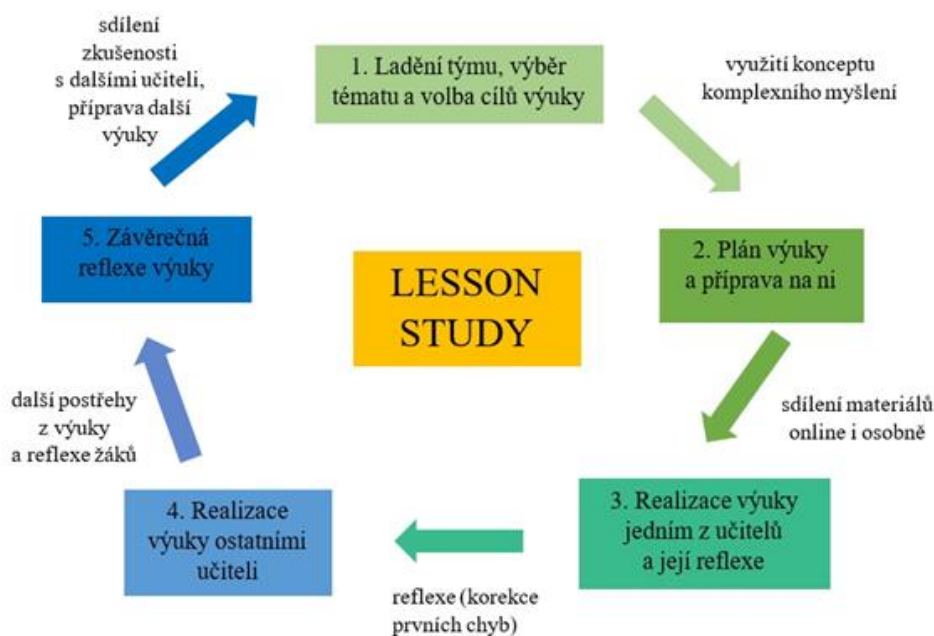 sdílení
zkušenosti
s dalšími učiteli,
příprava další
výuky
1. Ladění týmu, výběr
tématu a volba cílů výuky
využití konceptu
komplexního myšlení
2. Plán výuky
a příprava na ni
sdílení materiálů
online i osobně
3. Realizace výuky
jedním z učitelů
a její reflexe
reflexe (korekce
prvních chyb)
4. Realizace
výuky ostatními
učiteli
další postřehy
z výuky
a reflexe žáků
5. Závěrečná
reflexe výuky
LESSON
STUDY